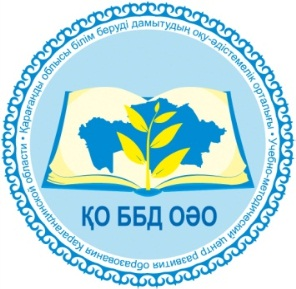 Қарағанды облысы білім беруді дамытудың оқу-әдістемелік орталығы •
Учебно-методический центр развития образования Карагандинской области •
ҚО ББД ОӘО